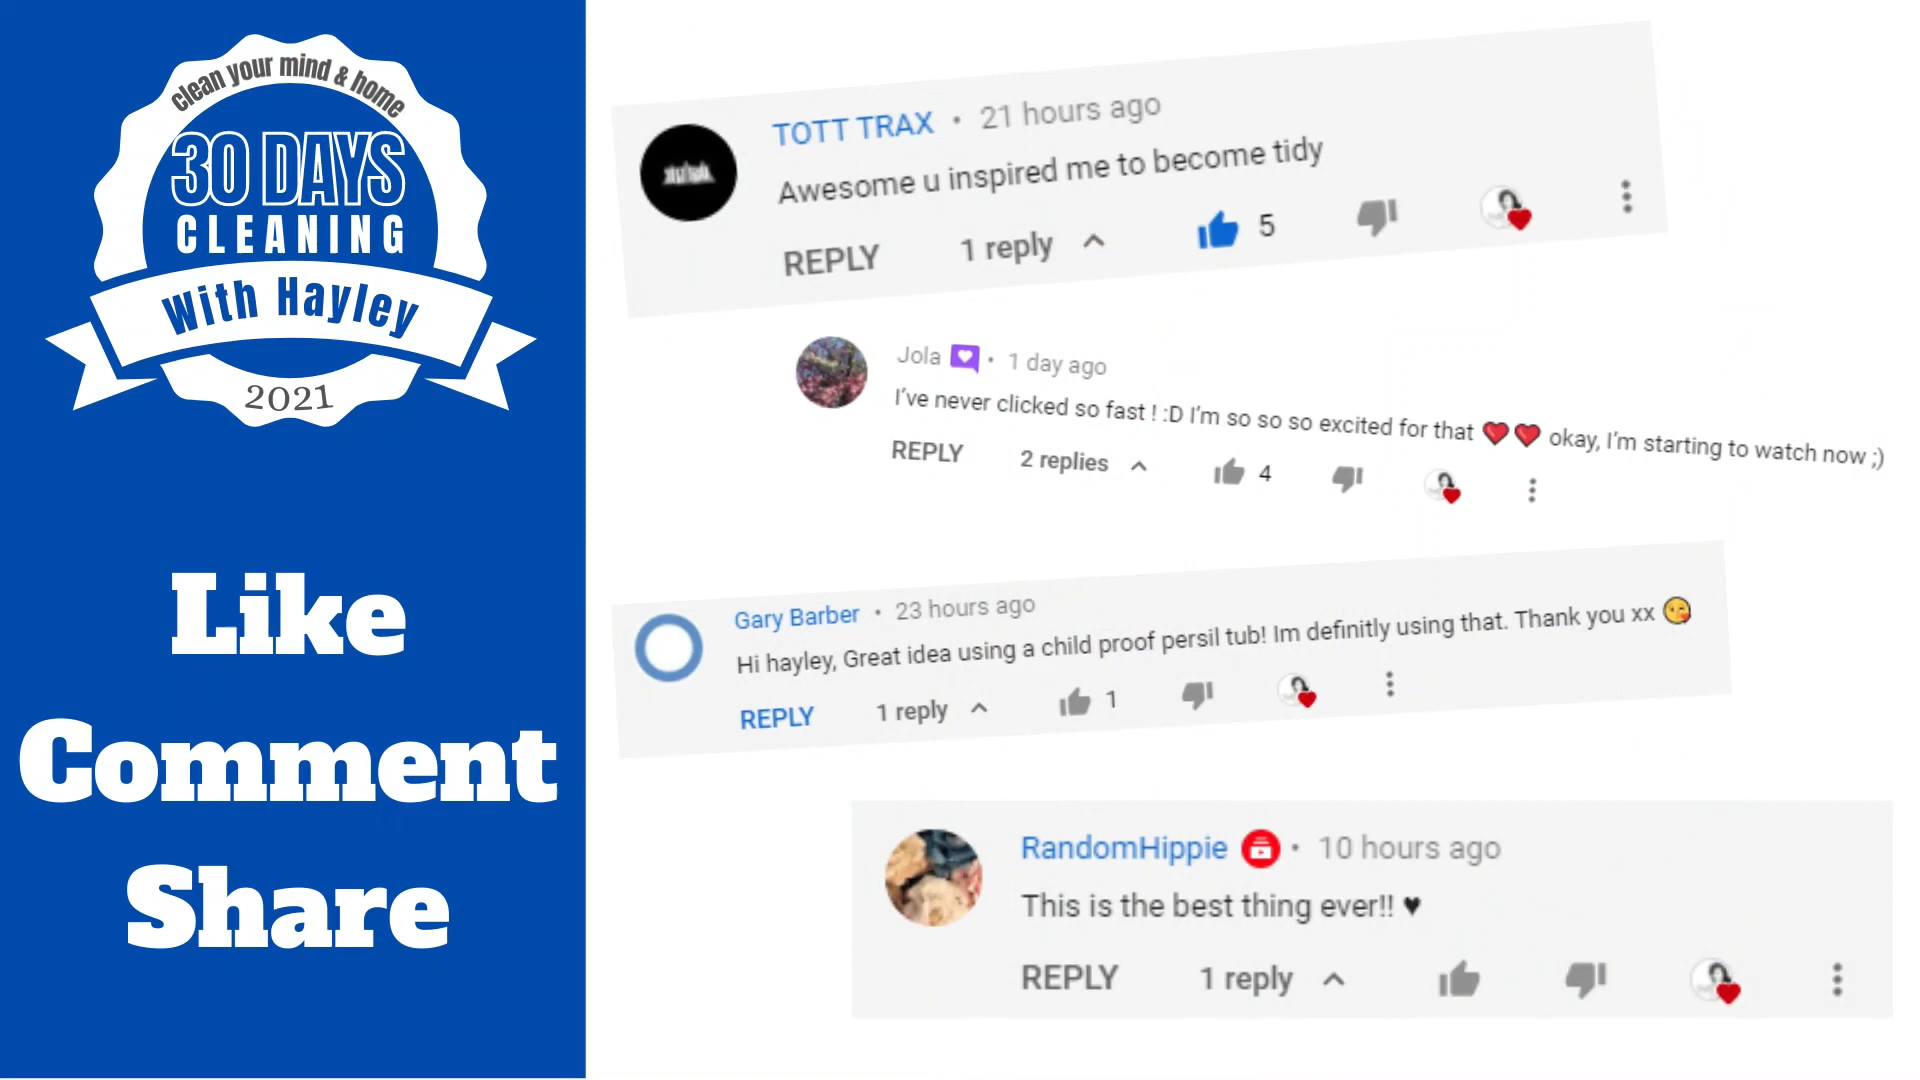 clean your mind & home
30 DAYS
CLEANING
With Hayley
2021
Like
Comment
Share
TOTT TRAX • 21 hours ago
Awesome u inspired me to become tidy
REPLY 1 reply 5
Jola • 1 day ago
I've never clicked so fast ! :D I'm so so so excited for that ❤️❤️ okay, I'm starting to watch now ;)
REPLY 2 replies 4
Gary Barber • 23 hours ago
Hi hayley, Great idea using a child proof persil tub! Im definitly using that. Thank you xx 😘
REPLY 1 reply 1
RandomHippie • 10 hours ago
This is the best thing ever!! ♥
REPLY 1 reply